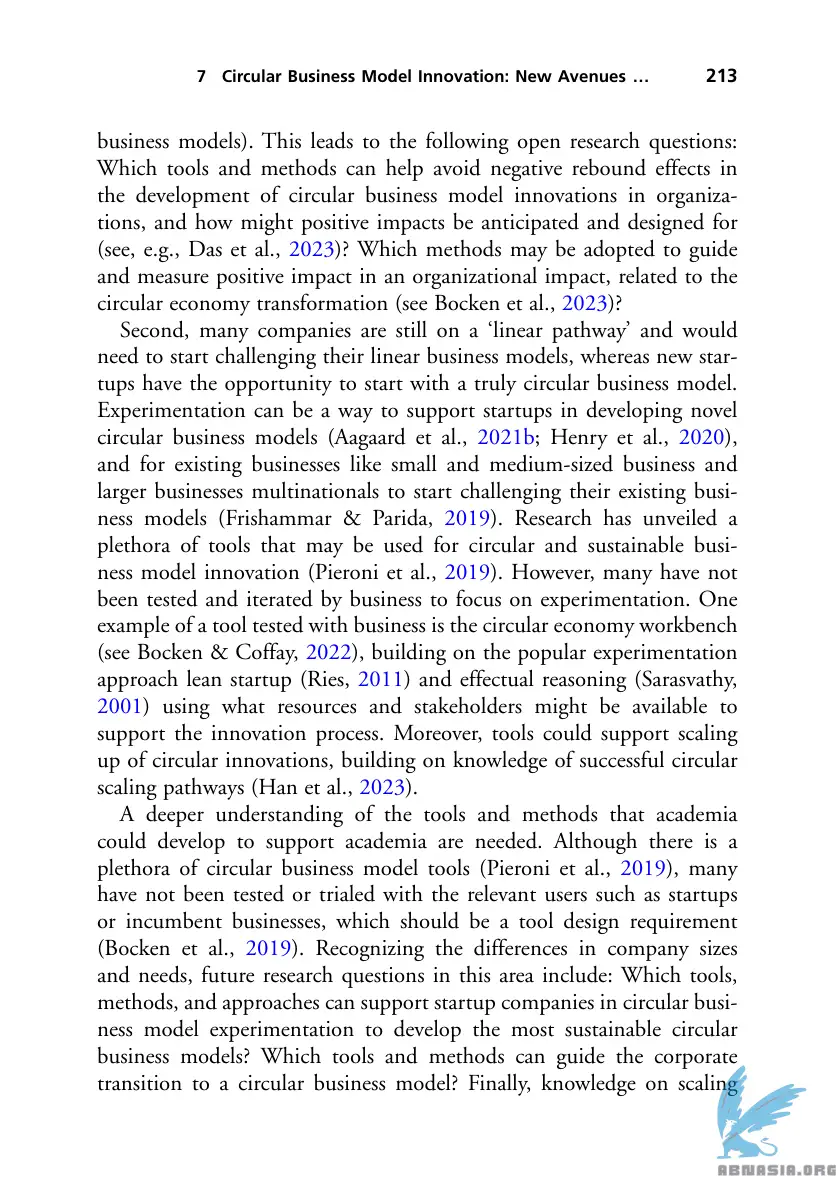 7 Circular Business Model Innovation: New Avenues … 213
business models). This leads to the following open research questions:
Which tools and methods can help avoid negative rebound effects in
the development of circular business model innovations in organiza-
tions, and how might positive impacts be anticipated and designed for
(see, e.g., Das et al., 2023)? Which methods may be adopted to guide
and measure positive impact in an organizational impact, related to the
circular economy transformation (see Bocken et al., 2023)?
Second, many companies are still on a ‘linear pathway’ and would
need to start challenging their linear business models, whereas new star-
tups have the opportunity to start with a truly circular business model.
Experimentation can be a way to support startups in developing novel
circular business models (Aagaard et al., 2021b; Henry et al., 2020),
and for existing businesses like small and medium-sized business and
larger businesses multinationals to start challenging their existing busi-
ness models (Frishammar & Parida, 2019). Research has unveiled a
plethora of tools that may be used for circular and sustainable busi-
ness model innovation (Pieroni et al., 2019). However, many have not
been tested and iterated by business to focus on experimentation. One
example of a tool tested with business is the circular economy workbench
(see Bocken & Coffay, 2022), building on the popular experimentation
approach lean startup (Ries, 2011) and effectual reasoning (Sarasvathy,
2001) using what resources and stakeholders might be available to
support the innovation process. Moreover, tools could support scaling
up of circular innovations, building on knowledge of successful circular
scaling pathways (Han et al., 2023).
A deeper understanding of the tools and methods that academia
could develop to support academia are needed. Although there is a
plethora of circular business model tools (Pieroni et al., 2019), many
have not been tested or trialed with the relevant users such as startups
or incumbent businesses, which should be a tool design requirement
(Bocken et al., 2019). Recognizing the differences in company sizes
and needs, future research questions in this area include: Which tools,
methods, and approaches can support startup companies in circular busi-
ness model experimentation to develop the most sustainable circular
business models? Which tools and methods can guide the corporate
transition to a circular business model? Finally, knowledge on scaling
ABNASIA.ORG